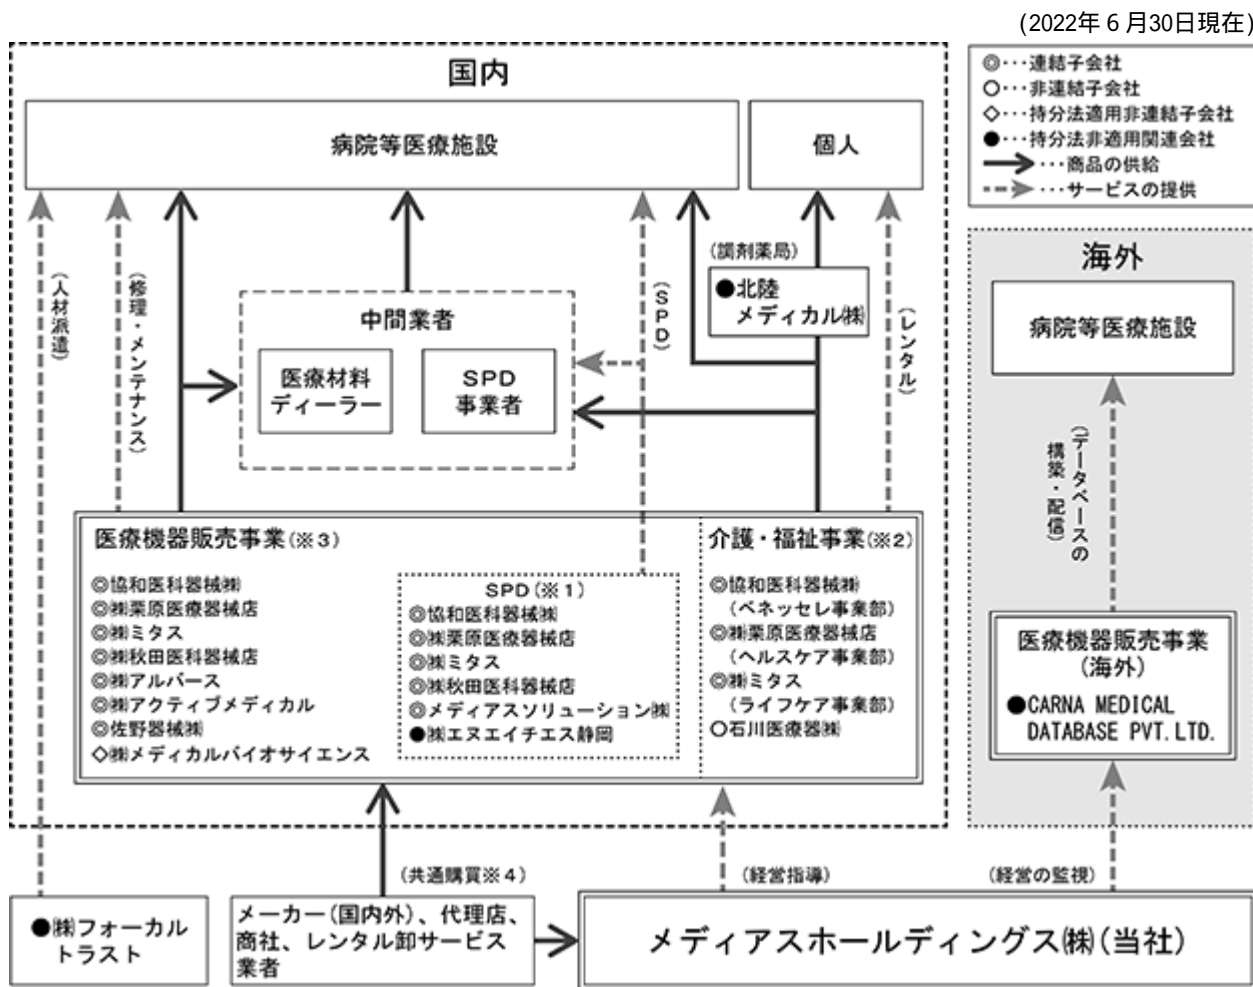 (2022年６月30日現在)
国内
病院等医療施設
個人
◎･･･連結子会社
○･･･非連結子会社
◇･･･持分法適用非連結子会社
●･･･持分法非適用関連会社
･･･商品の供給
･･･サービスの提供
(人材派遣)
(修理・メンテナンス)
中間業者
医療材料
ディーラー
SPD
事業者
(SPD)
(調剤薬局)
●北陸
メディカル㈱
(レンタル)
医療機器販売事業(※3)
◎協和医科器械㈱
◎㈱栗原医療器械店
◎㈱ミタス
◎㈱秋田医科器械店
◎㈱アルバース
◎㈱アクティブメディカル
◎佐野器械㈱
◇㈱メディカルバイオサイエンス
SPD(※1)
◎協和医科器械㈱
◎㈱栗原医療器械店
◎㈱ミタス
◎㈱秋田医科器械店
◎メディアスソリューション㈱
●㈱エヌエイチエス静岡
介護・福祉事業(※2)
◎協和医科器械㈱
(ベネッセレ事業部)
◎㈱栗原医療器械店
(ヘルスケア事業部)
◎㈱ミタス
(ライフケア事業部)
○石川医療器㈱
海外
病院等医療施設
(データベースの
構築・配信)
医療機器販売事業
(海外)
●CARNA MEDICAL
DATABASE PVT.LTD.
(共通購買※4)
(経営指導)
(経営の監視)
●㈱フォーカル
トラスト
メーカー(国内外)、代理店、
商社、レンタル卸サービス
業者
メディアスホールディングス㈱(当社)